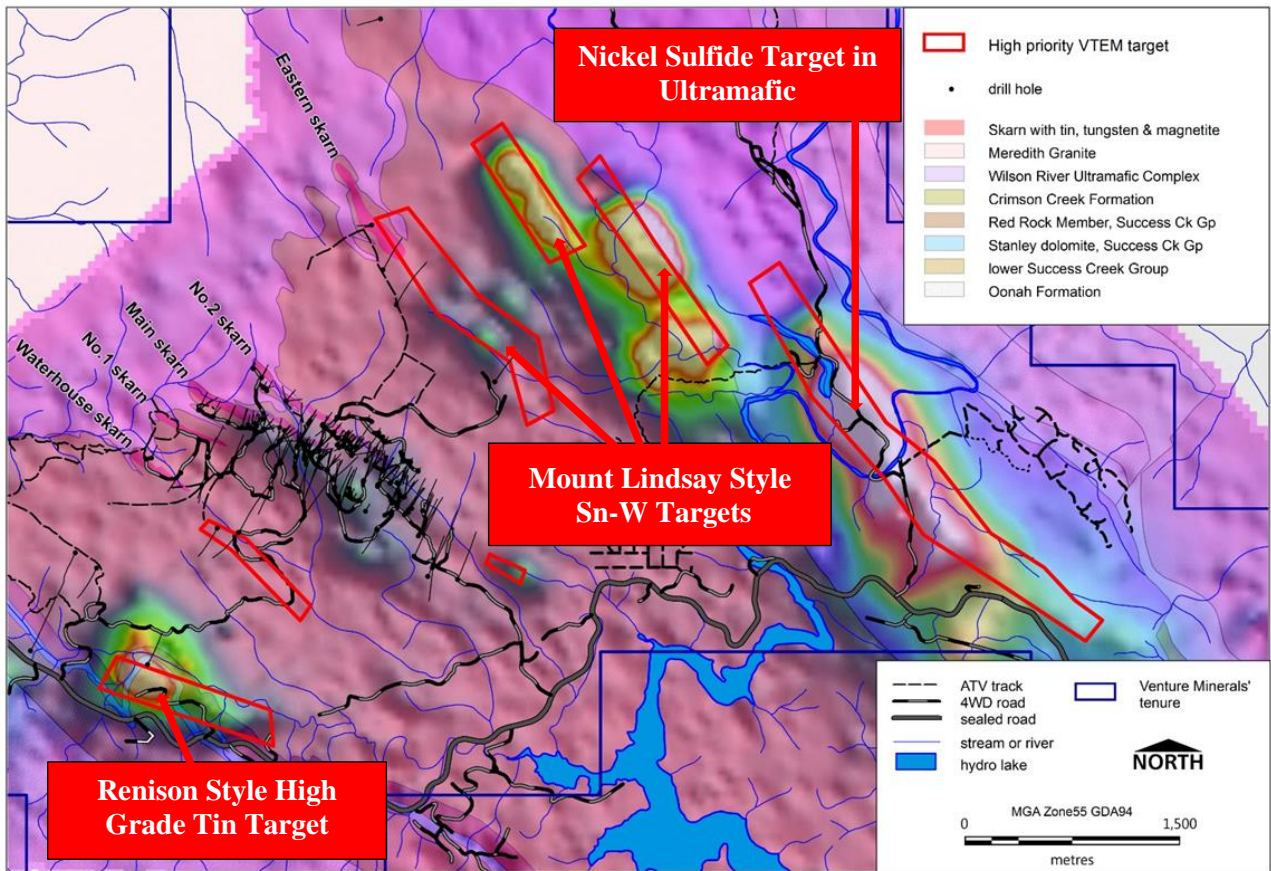 Nickel Sulfide Target in
Ultramafic
High priority VTEM target
drill hole
Skarn with tin, tungsten & magnetite
Meredith Granite
Wilson River Ultramafic Complex
Crimson Creek Formation
Red Rock Member, Success Ck Gp
Stanley dolomite, Success Ck Gp
lower Success Creek Group
Oonah Formation
Eastern skarn
No.2 skarn
Main skarn
No.1 skarn
Waterhouse skarn
Mount Lindsay Style
Sn-W Targets
Renison Style High
Grade Tin Target
ATV track
4WD road
sealed road
stream or river
hydro lake
Venture Minerals'
tenure
NORTH
MGA Zone55 GDA94
0 1,500
metres